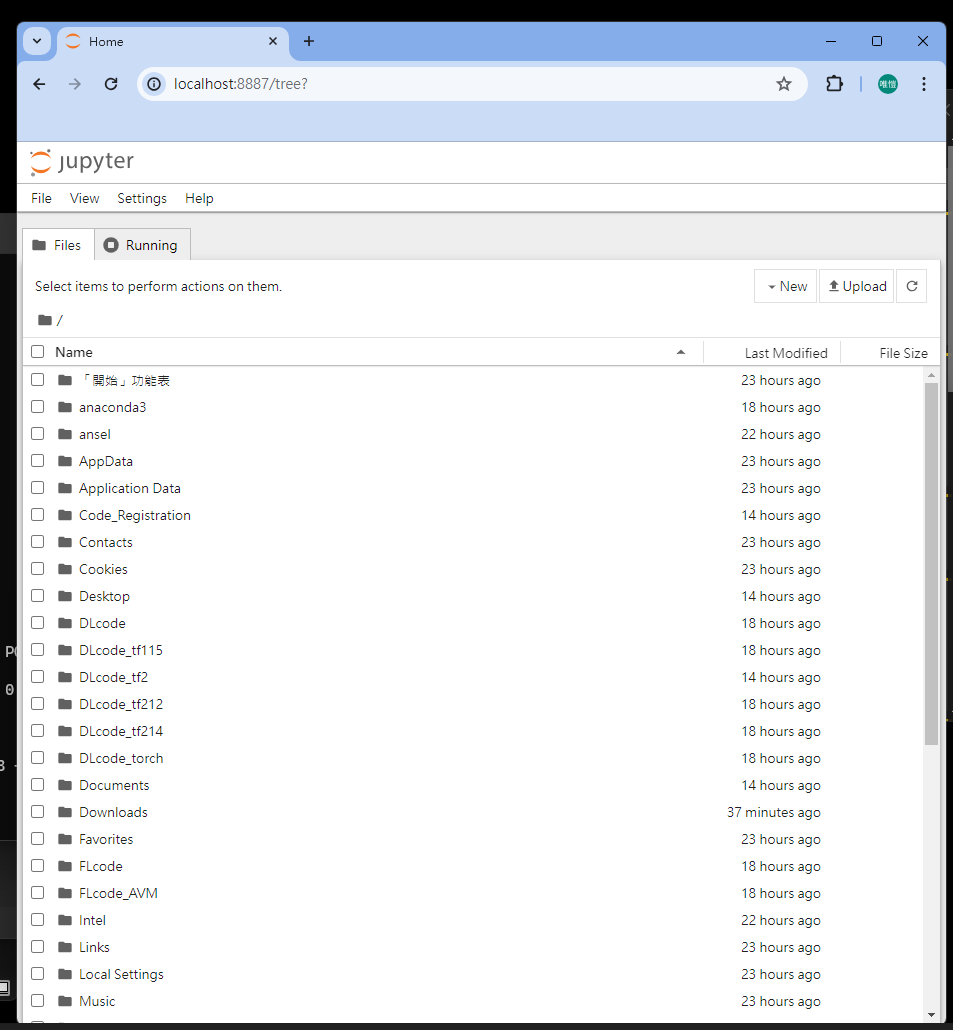 Home
localhost:8887/tree?
jupyter
File View Settings Help
Files Running
Select items to perform actions on them.
New Upload
/
Name Last Modified File Size
「開始」功能表 23 hours ago
anaconda3 18 hours ago
ansel 22 hours ago
AppData 23 hours ago
Application Data 23 hours ago
Code_Registration 14 hours ago
Contacts 23 hours ago
Cookies 23 hours ago
Desktop 14 hours ago
DLcode 18 hours ago
DLcode_tf115 18 hours ago
DLcode_tf2 14 hours ago
DLcode_tf212 18 hours ago
DLcode_tf214 18 hours ago
DLcode_torch 18 hours ago
Documents 14 hours ago
Downloads 37 minutes ago
Favorites 23 hours ago
FLcode 18 hours ago
FLcode_AVM 18 hours ago
Intel 22 hours ago
Links 23 hours ago
Local Settings 23 hours ago
Music 23 hours ago